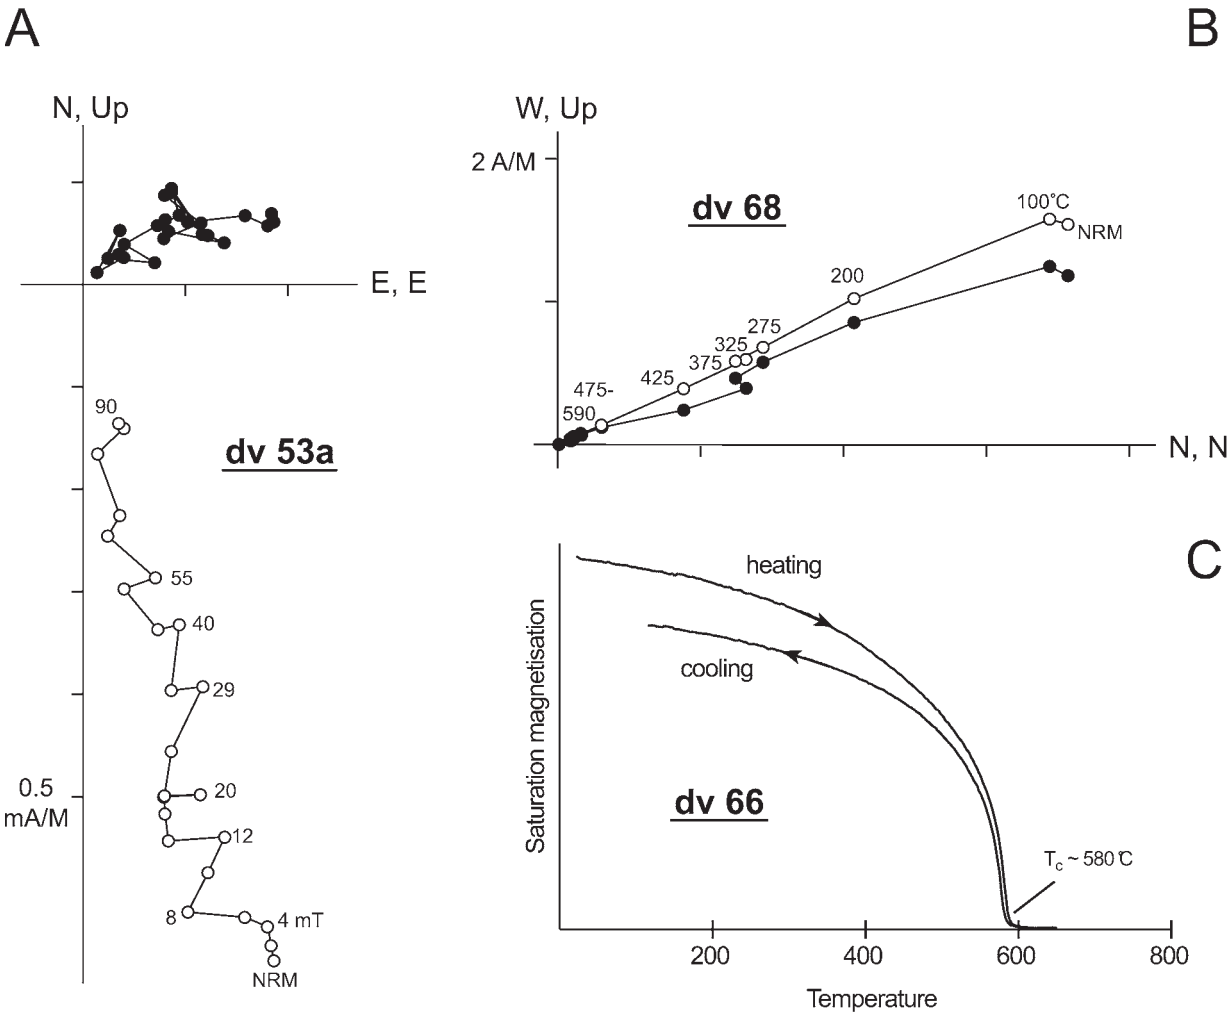 A
N, Up
E, E
90
dv 53a
55
40
29
0.5
mA/M
20
12
8
4 mT
NRM
B
W, Up
2 A/M
dv 68
100°C
NRM
200
275
325
375
425
475-
590
N, N
C
heating
cooling
Saturation magnetisation
dv 66
Tc ~ 580°C
200
400
600
800
Temperature